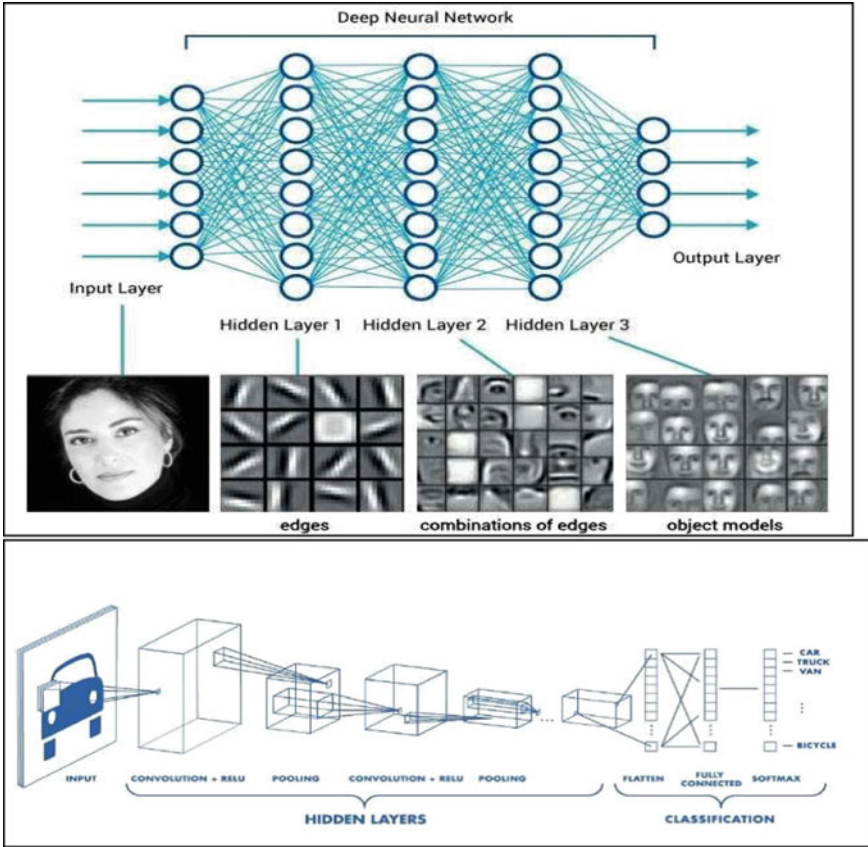 Deep Neural Network
Input Layer
Output Layer
Hidden Layer 1 Hidden Layer 2 Hidden Layer 3
edges
combinations of edges
object models
CAR
TRUCK
VAN
BICYCLE
INPUT
CONVOLUTION + RELU
POOLING
CONVOLUTION + RELU
POOLING
FLATTEN
FULLY
CONNECTED
SOFTMAX
HIDDEN LAYERS
CLASSIFICATION